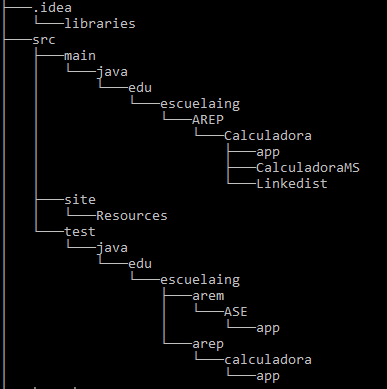 .idea
libraries
src
main
java
edu
escuelaing
AREP
Calculadora
app
CalculadoraMS
Linkedist
site
Resources
test
java
edu
escuelaing
arem
ASE
app
arep
calculadora
app